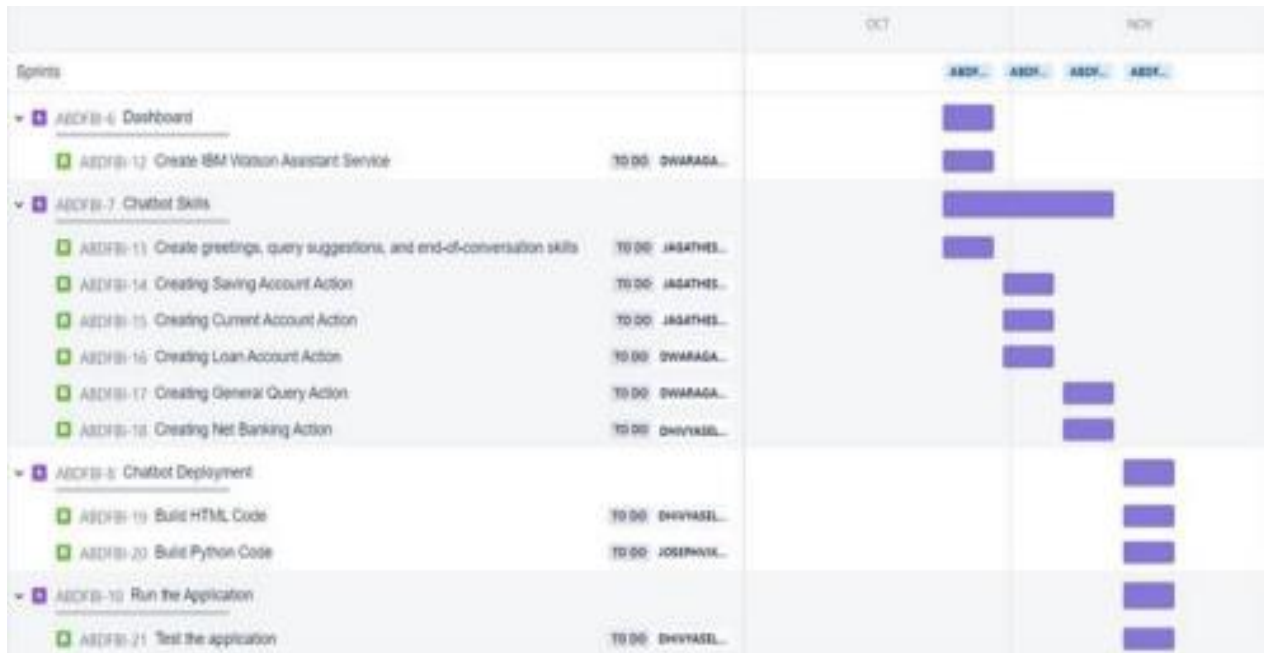 OCT NOV
Sprints ABDF... ABDF... ABDF... ABDF...
ABDFBI-6 Dashboard
ABDFBI-12 Create IBM Watson Assistant Service TO DO DWARAGA...
ABDFBI-7 Chatbot Skills
ABDFBI-13 Create greetings, query suggestions, and end-of-conversation skills TO DO JAGATHES...
ABDFBI-14 Creating Saving Account Action TO DO JAGATHES...
ABDFBI-15 Creating Current Account Action TO DO JAGATHES...
ABDFBI-16 Creating Loan Account Action TO DO DWARAGA...
ABDFBI-17 Creating General Query Action TO DO DWARAGA...
ABDFBI-18 Creating Net Banking Action TO DO DHIVYASEL...
ABDFBI-8 Chatbot Deployment
ABDFBI-19 Build HTML Code TO DO DHIVYASEL...
ABDFBI-20 Build Python Code TO DO
ABDFBI-10 Run the Application
ABDFBI-21 Test the application TO DO DHIVYASEL...